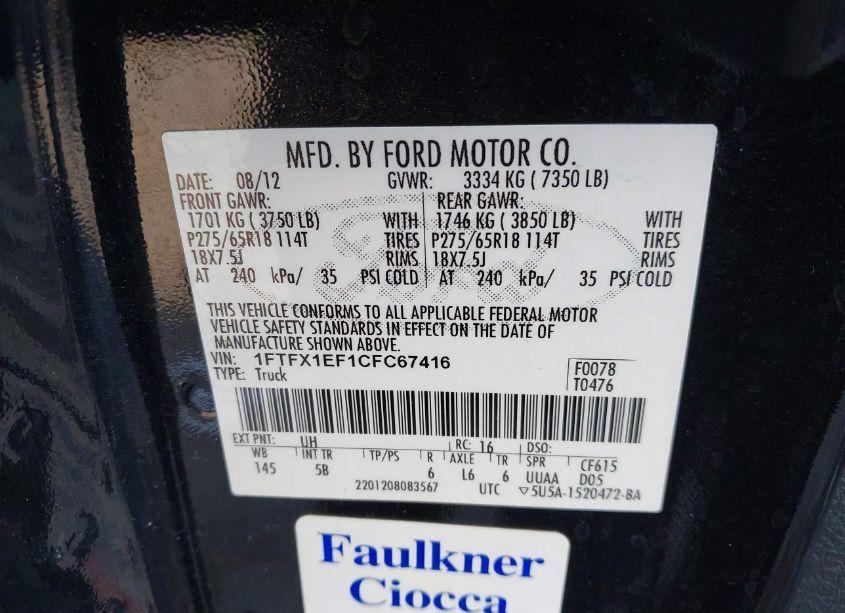 MFD. BY FORD MOTOR CO.
DATE: 08/12 GVWR: 3334 KG ( 7350 LB)
FRONT GAWR: REAR GAWR:
1701 KG ( 3750 LB) WITH 1746 KG ( 3850 LB) WITH
P275/65R18 114T TIRES P275/65R18 114T TIRES
18X7.5J RIMS 18X7.5J RIMS
AT 240 kPa/ 35 PSI COLD AT 240 kPa/ 35 PSI COLD
Ford
THIS VEHICLE CONFORMS TO ALL APPLICABLE FEDERAL MOTOR
VEHICLE SAFETY STANDARDS IN EFFECT ON THE DATE OF
MANUFACTURE SHOWN ABOVE.
VIN: 1FTFX1EF1CFC67416 F0078
TYPE: Truck T0476
EXT PNT: UH RC: 16 DSO:
WB INT TR TP/PS R AXLE TR SPR CF615
145 5B 6 L6 6 UUAA D05
2201208083567 UTC ▽5U5A-1520472-BA
Faulkner
Ciocca